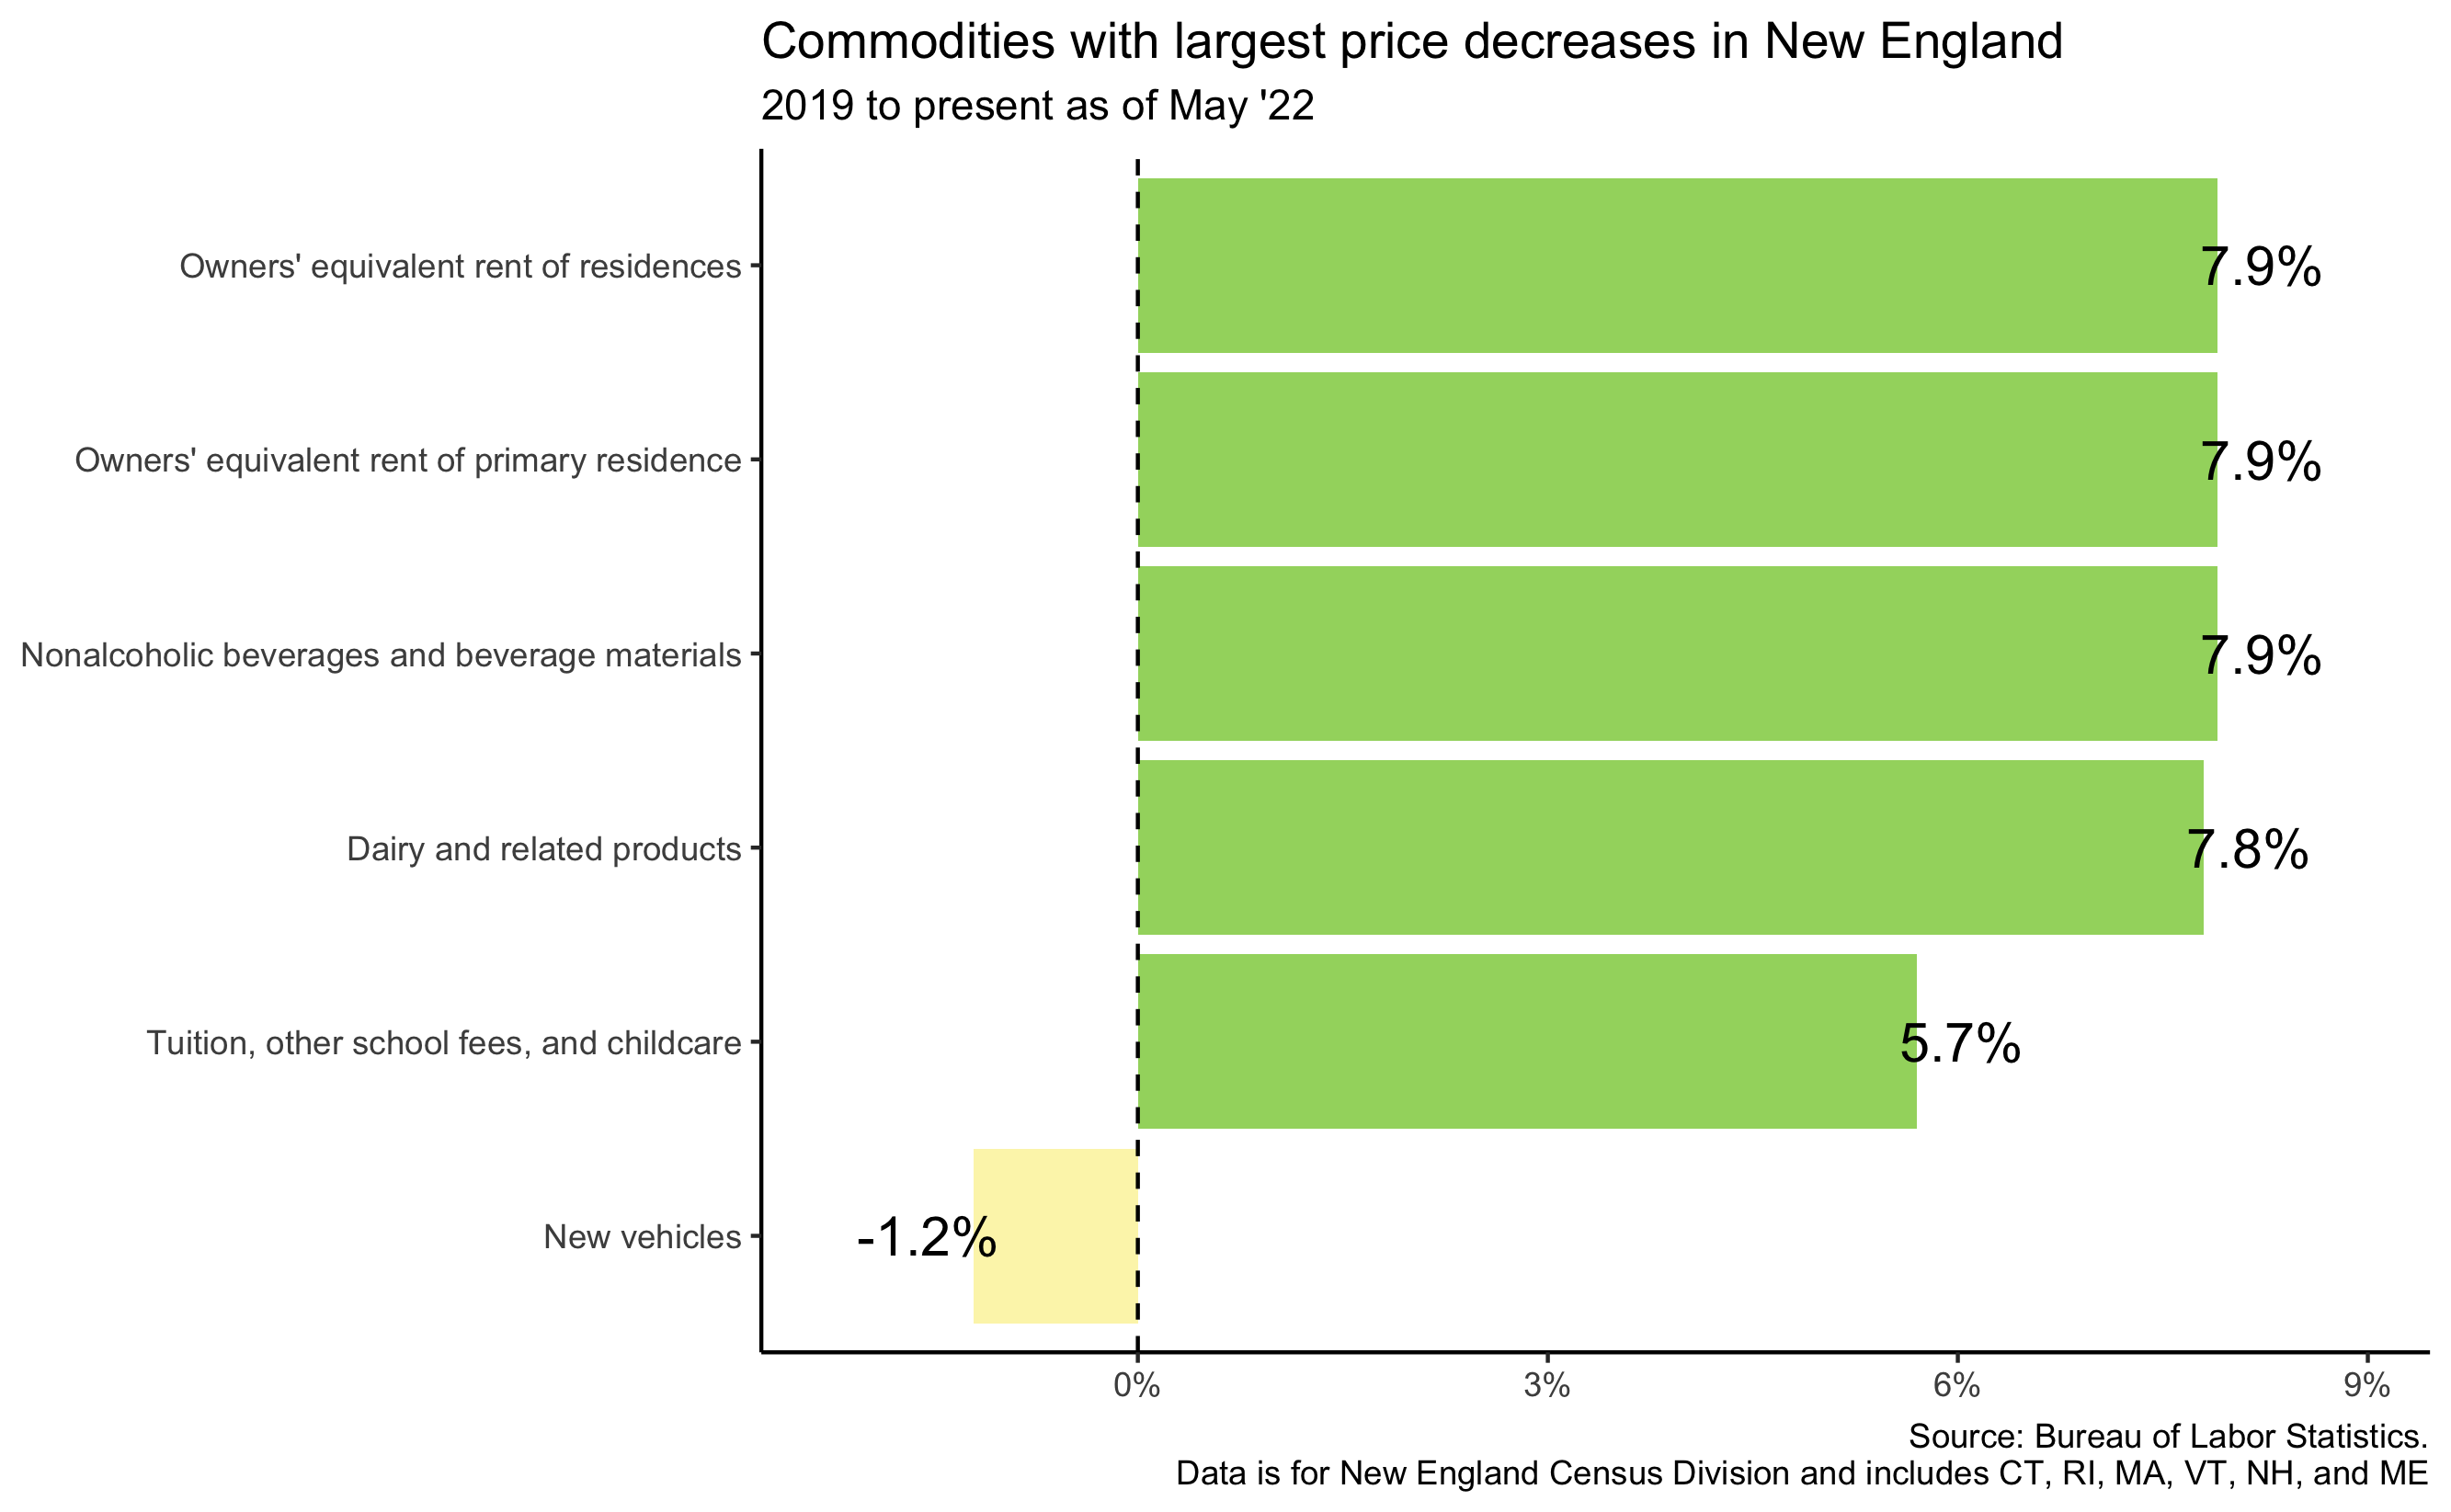 Commodities with largest price decreases in New England
2019 to present as of May '22
Owners' equivalent rent of residences
7.9%
Owners' equivalent rent of primary residence
7.9%
Nonalcoholic beverages and beverage materials
7.9%
Dairy and related products
7.8%
Tuition, other school fees, and childcare
5.7%
New vehicles
-1.2%
0%
3%
6%
9%
Source: Bureau of Labor Statistics.
Data is for New England Census Division and includes CT, RI, MA, VT, NH, and ME